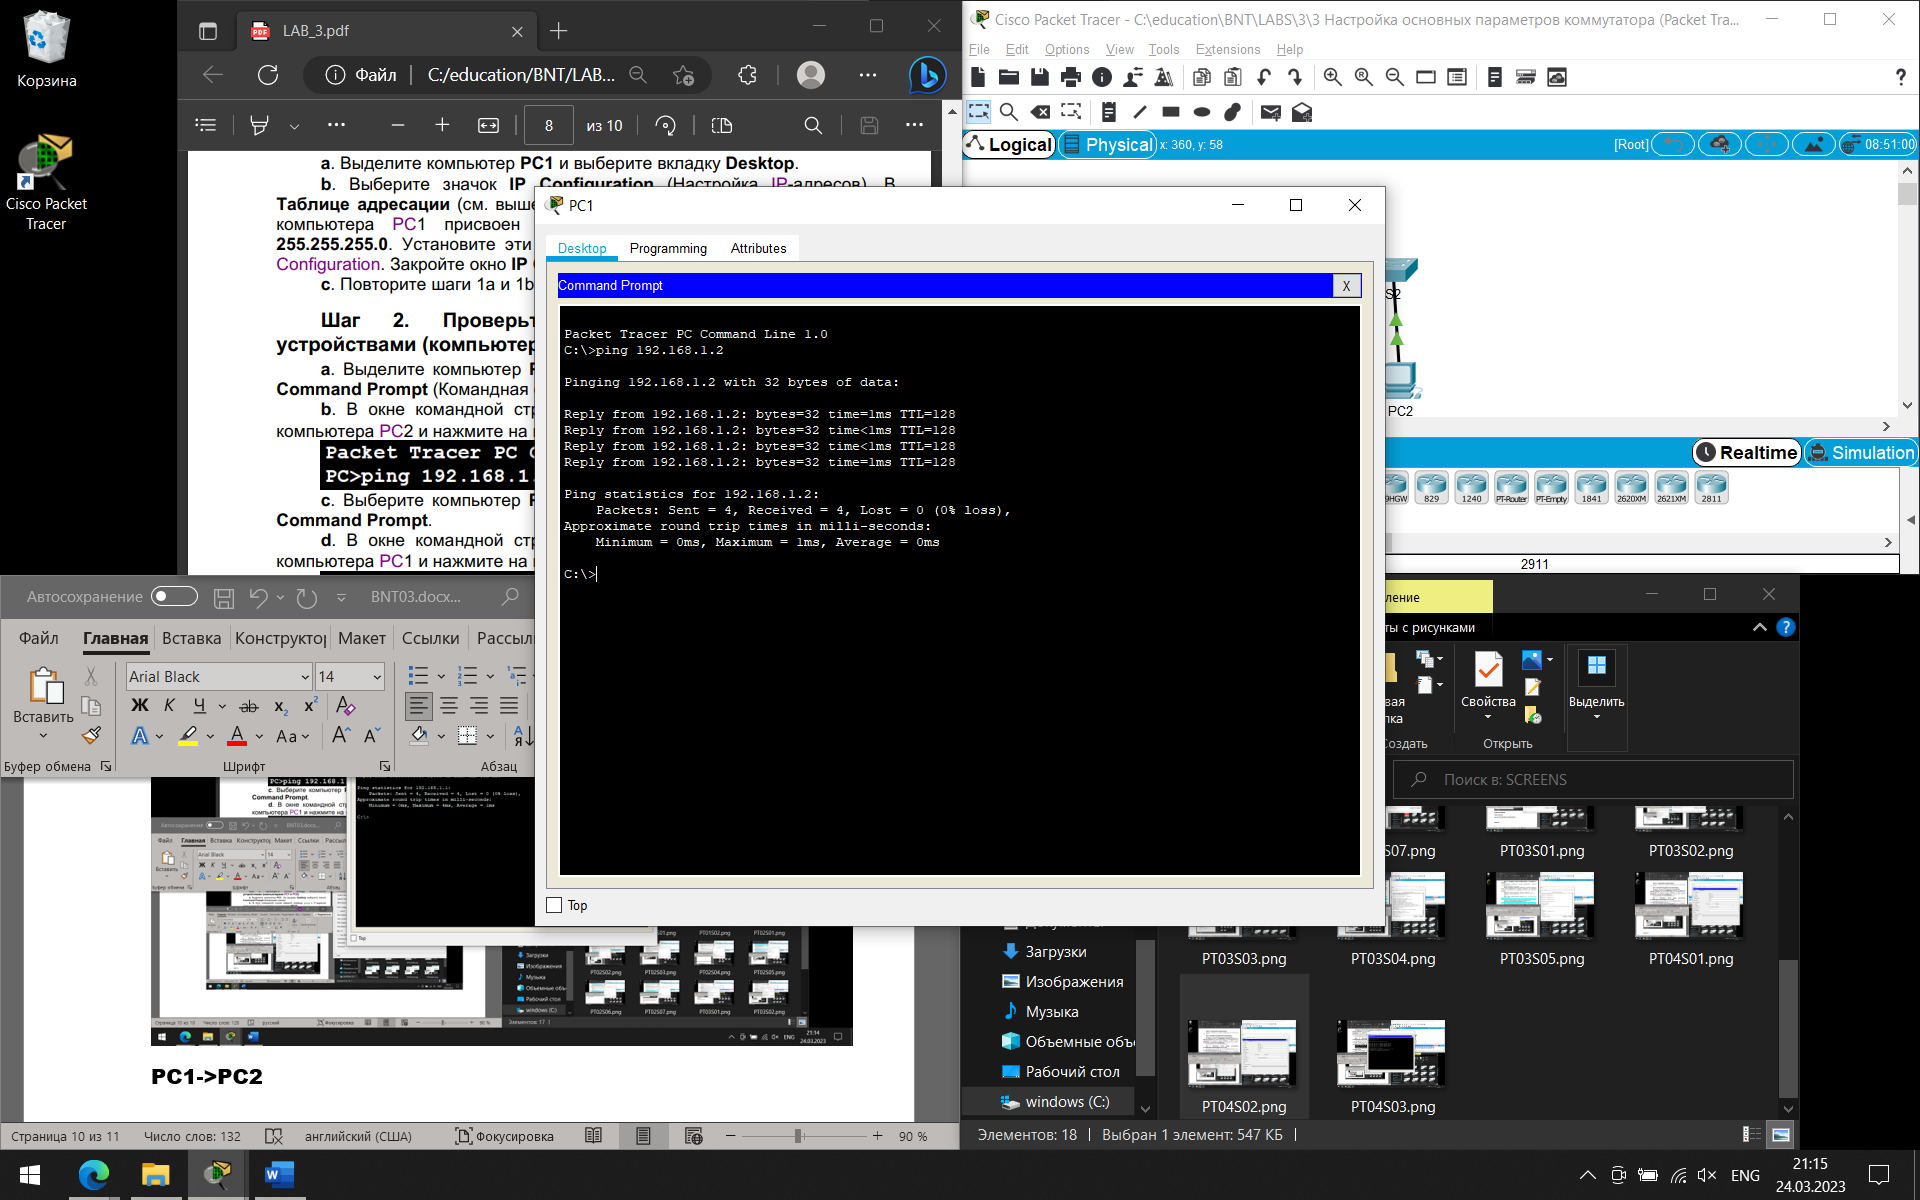 Корзина
Cisco Packet
Tracer
LAB_3.pdf
Файл
C:/education/BNT/LAB...
8
из 10
a. Выделите компьютер PC1 и выберите вкладку Desktop.
b. Выберите значок IP Configuration (Настройка IP-адресов). В
Таблице адресации (см. выше
компьютера PC1 присвоен
255.255.255.0. Установите эти
Configuration. Закройте окно IP
c. Повторите шаги 1a и 1b
Шаг 2. Проверьт
устройствами (компьютер
a. Выделите компьютер
Command Prompt (Командная
b. В окне командной стр
компьютера PC2 и нажмите на
Packet Tracer PC
PC>ping 192.168.1.
c. Выберите компьютер
Command Prompt.
d. В окне командной стр
компьютера PC1 и нажмите на
Cisco Packet Tracer - C:\education\BNT\LABS\3\3 Настройка основных параметров коммутатора (Packet Tra...
File Edit Options View Tools Extensions Help
?
Logical
Physical
x: 360, y: 58
[Root]
08:51:00
S2
PC2
Realtime
Simulation
9HGW
829
1240
PT-Router
PT-Empty
1841
2620XM
2621XM
2811
2911
PC1
Desktop
Programming
Attributes
Command Prompt
X
Packet Tracer PC Command Line 1.0
C:\>ping 192.168.1.2
Pinging 192.168.1.2 with 32 bytes of data:
Reply from 192.168.1.2: bytes=32 time=1ms TTL=128
Reply from 192.168.1.2: bytes=32 time<1ms TTL=128
Reply from 192.168.1.2: bytes=32 time<1ms TTL=128
Reply from 192.168.1.2: bytes=32 time=1ms TTL=128
Ping statistics for 192.168.1.2:
Packets: Sent = 4, Received = 4, Lost = 0 (0% loss),
Approximate round trip times in milli-seconds:
Minimum = 0ms, Maximum = 1ms, Average = 0ms
C:\>
Top
Автосохранение
BNT03.docx...
Файл
Главная
Вставка
Конструктор
Макет
Ссылки
Рассыл
Вставить
Arial Black
14
Ж К Ч ab x₂ x²
Aa
Буфер обмена
Шрифт
Абзац
PC1->PC2
Страница 10 из 11
Число слов: 132
английский (США)
Фокусировка
90 %
ление
ты с рисунками
вая
пка
Создать
Свойства
Открыть
Выделить
Поиск в: SCREENS
S07.png
PT03S01.png
PT03S02.png
PT03S03.png
PT03S04.png
PT03S05.png
PT04S01.png
PT04S02.png
PT04S03.png
Загрузки
Изображения
Музыка
Объемные объ
Рабочий стол
windows (C:)
Элементов: 18
Выбран 1 элемент: 547 КБ
ENG
21:15
24.03.2023